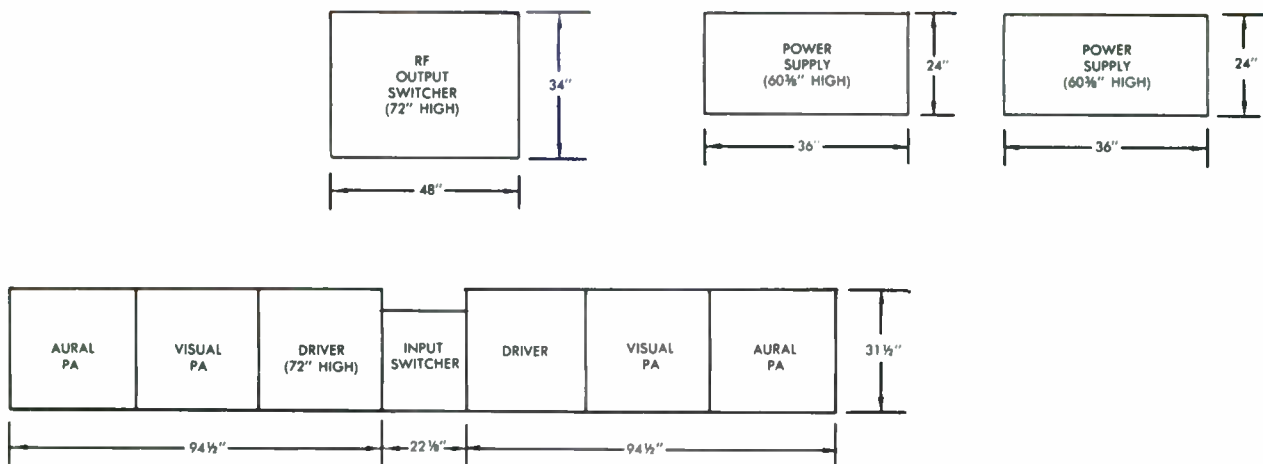 RF
OUTPUT
SWITCHER
(72" HIGH)
34"
48"
POWER
SUPPLY
(60⅜" HIGH)
24"
36"
POWER
SUPPLY
(60⅜" HIGH)
24"
36"
AURAL
PA
VISUAL
PA
DRIVER
(72" HIGH)
INPUT
SWITCHER
DRIVER
VISUAL
PA
AURAL
PA
31½"
94½"
22⅛"
94½"